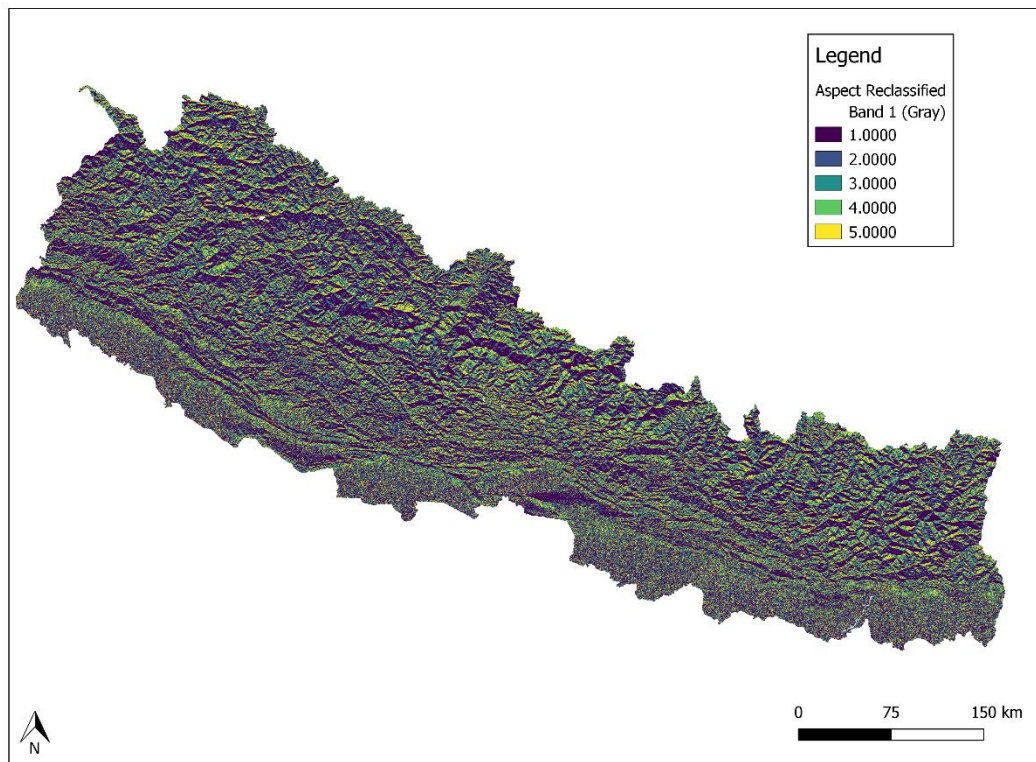 Legend
Aspect Reclassified
Band 1 (Gray)
1.0000
2.0000
3.0000
4.0000
5.0000
0 75 150 km
N